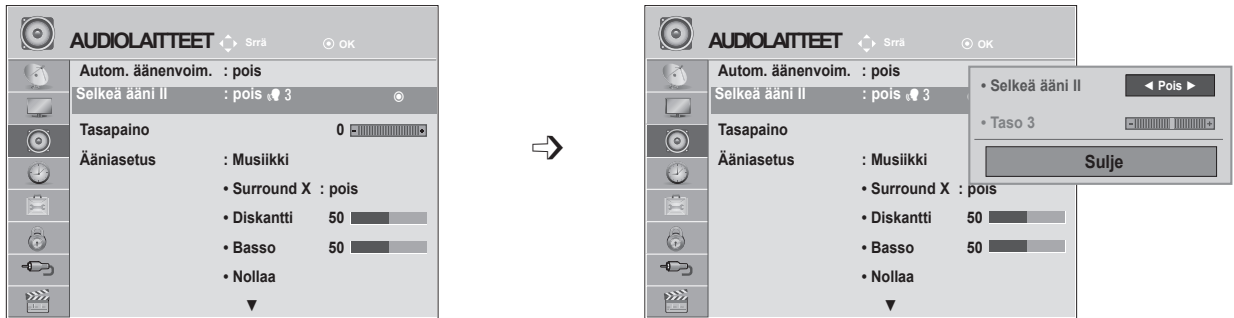 AUDIOLAITTEET Srrä OK
Autom. äänenvoim. : pois
Selkeä ääni II : pois 3
Tasapaino 0 - +
Ääniasetus : Musiikki
• Surround X : pois
• Diskantti 50
• Basso 50
• Nollaa
▼
AUDIOLAITTEET Srrä OK
Autom. äänenvoim. : pois
Selkeä ääni II : pois 3
Tasapaino
Ääniasetus : Musiikki
• Surround X : pois
• Diskantti 50
• Basso 50
• Nollaa
▼
• Selkeä ääni II ◄ Pois ►
• Taso 3 - +
Sulje